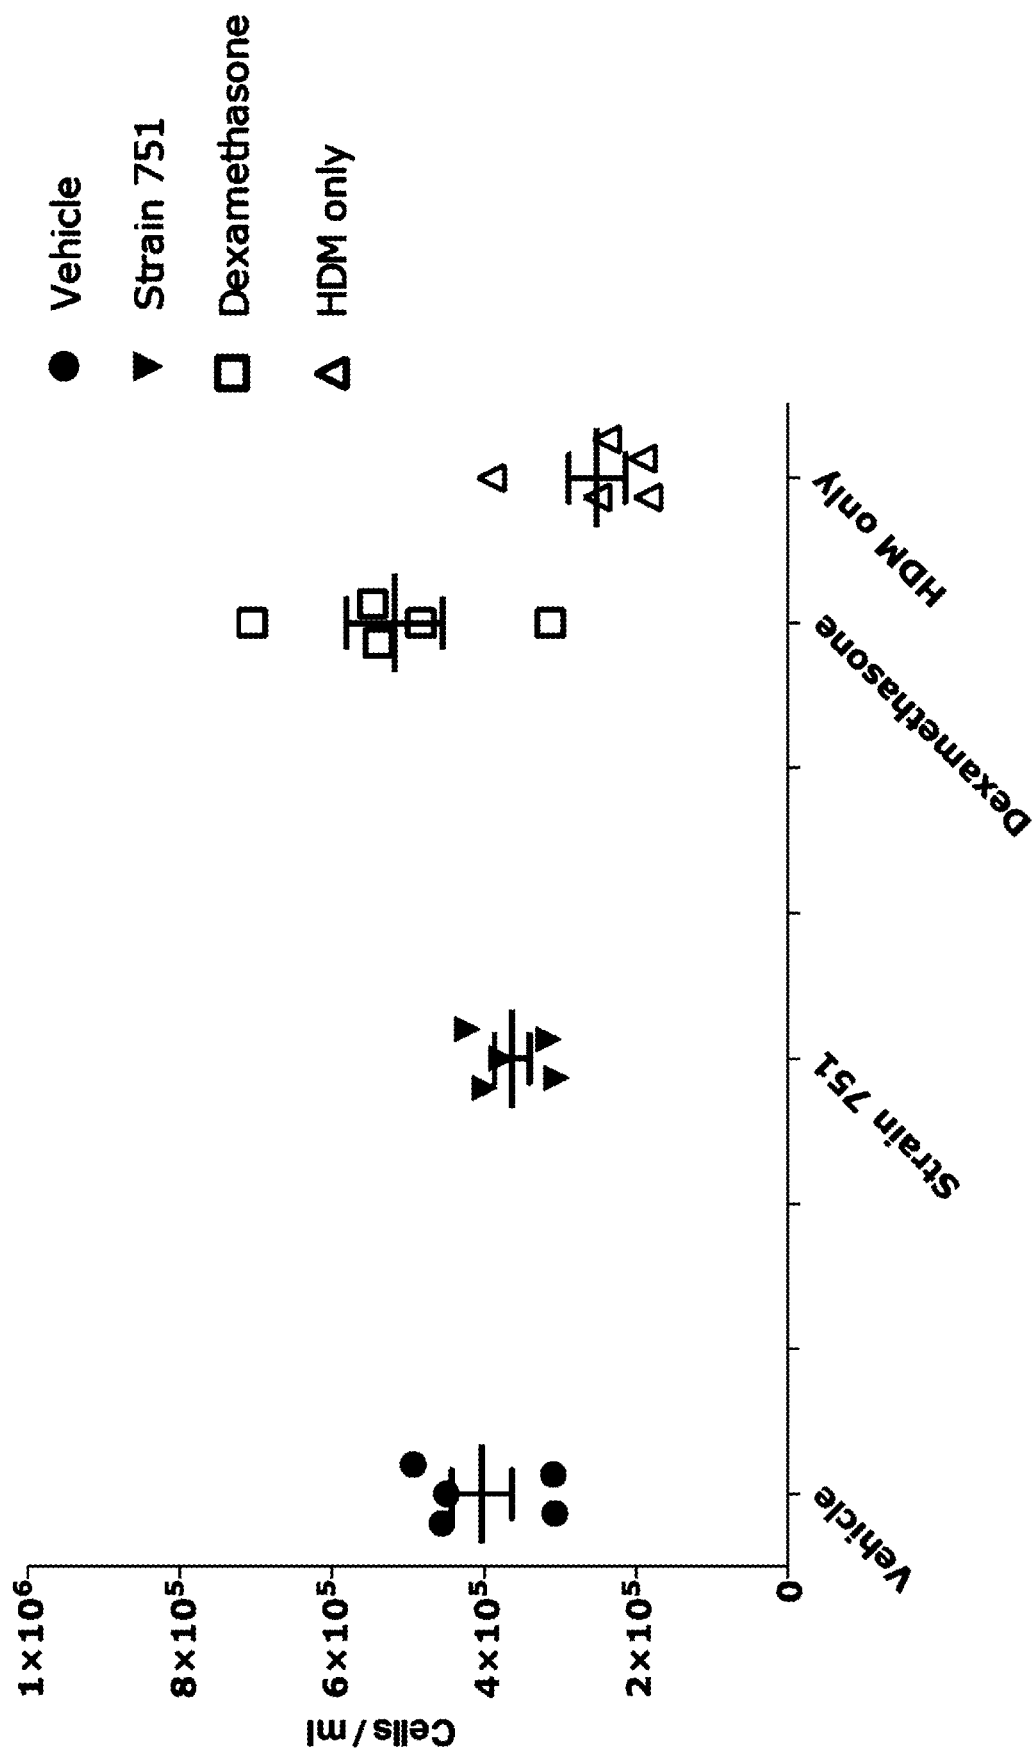 Vehicle
Strain 751
Dexamethasone
HDM only
1×10⁶
8×10⁵
6×10⁵
4×10⁵
2×10⁵
0
Cells/ml
Vehicle
Strain 751
Dexamethasone
HDM only